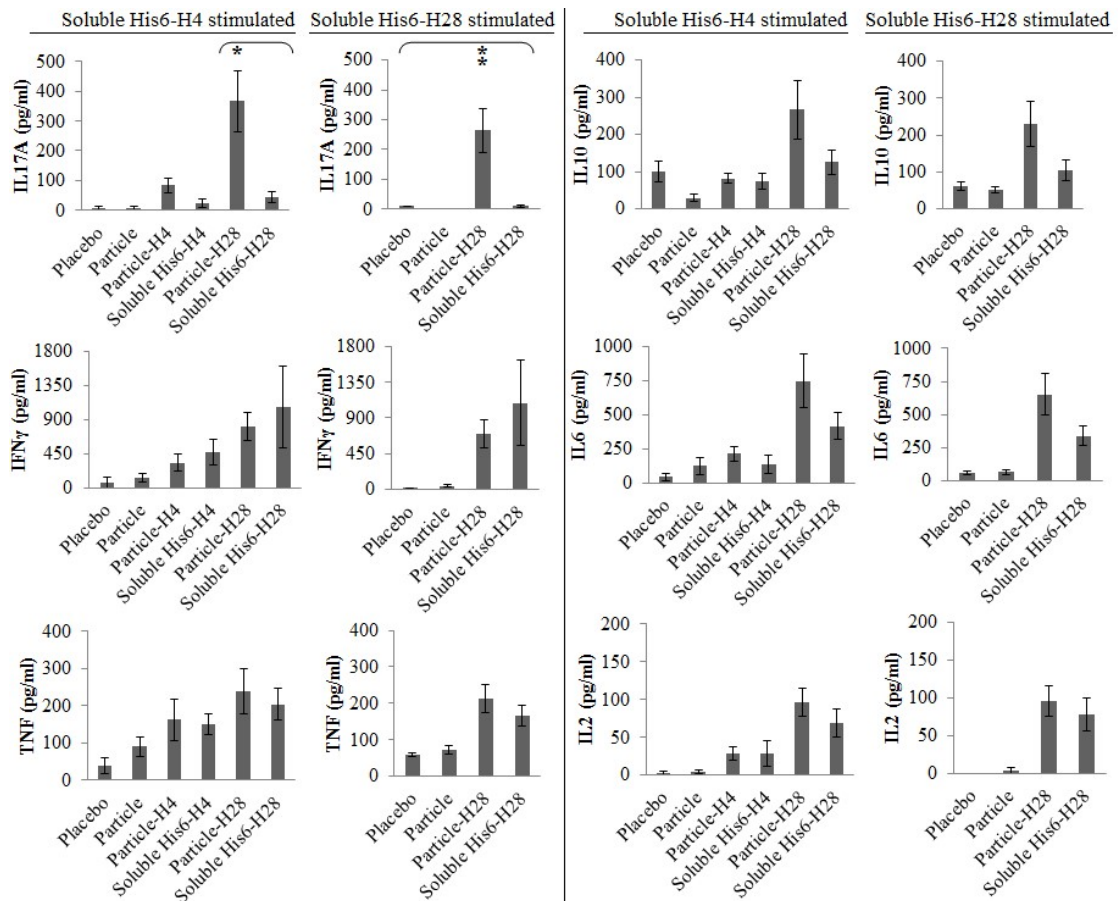 Soluble His6-H4 stimulated Soluble His6-H28 stimulated Soluble His6-H4 stimulated Soluble His6-H28 stimulated
IL17A (pg/ml)
500
400
300
200
100
0
*
Placebo
Particle
Particle-H4
Soluble His6-H4
Particle-H28
Soluble His6-H28
IL17A (pg/ml)
500
400
300
200
100
0
*
*
Placebo
Particle
Particle-H28
Soluble His6-H28
IL10 (pg/ml)
400
300
200
100
0
Placebo
Particle
Particle-H4
Soluble His6-H4
Particle-H28
Soluble His6-H28
IL10 (pg/ml)
400
300
200
100
0
Placebo
Particle
Particle-H28
Soluble His6-H28
IFNγ (pg/ml)
1800
1350
900
450
0
Placebo
Particle
Particle-H4
Soluble His6-H4
Particle-H28
Soluble His6-H28
IFNγ (pg/ml)
1800
1350
900
450
0
Placebo
Particle
Particle-H28
Soluble His6-H28
IL6 (pg/ml)
1000
750
500
250
0
Placebo
Particle
Particle-H4
Soluble His6-H4
Particle-H28
Soluble His6-H28
IL6 (pg/ml)
1000
750
500
250
0
Placebo
Particle
Particle-H28
Soluble His6-H28
TNF (pg/ml)
400
300
200
100
0
Placebo
Particle
Particle-H4
Soluble His6-H4
Particle-H28
Soluble His6-H28
TNF (pg/ml)
400
300
200
100
0
Placebo
Particle
Particle-H28
Soluble His6-H28
IL2 (pg/ml)
200
150
100
50
0
Placebo
Particle
Particle-H4
Soluble His6-H4
Particle-H28
Soluble His6-H28
IL2 (pg/ml)
200
150
100
50
0
Placebo
Particle
Particle-H28
Soluble His6-H28